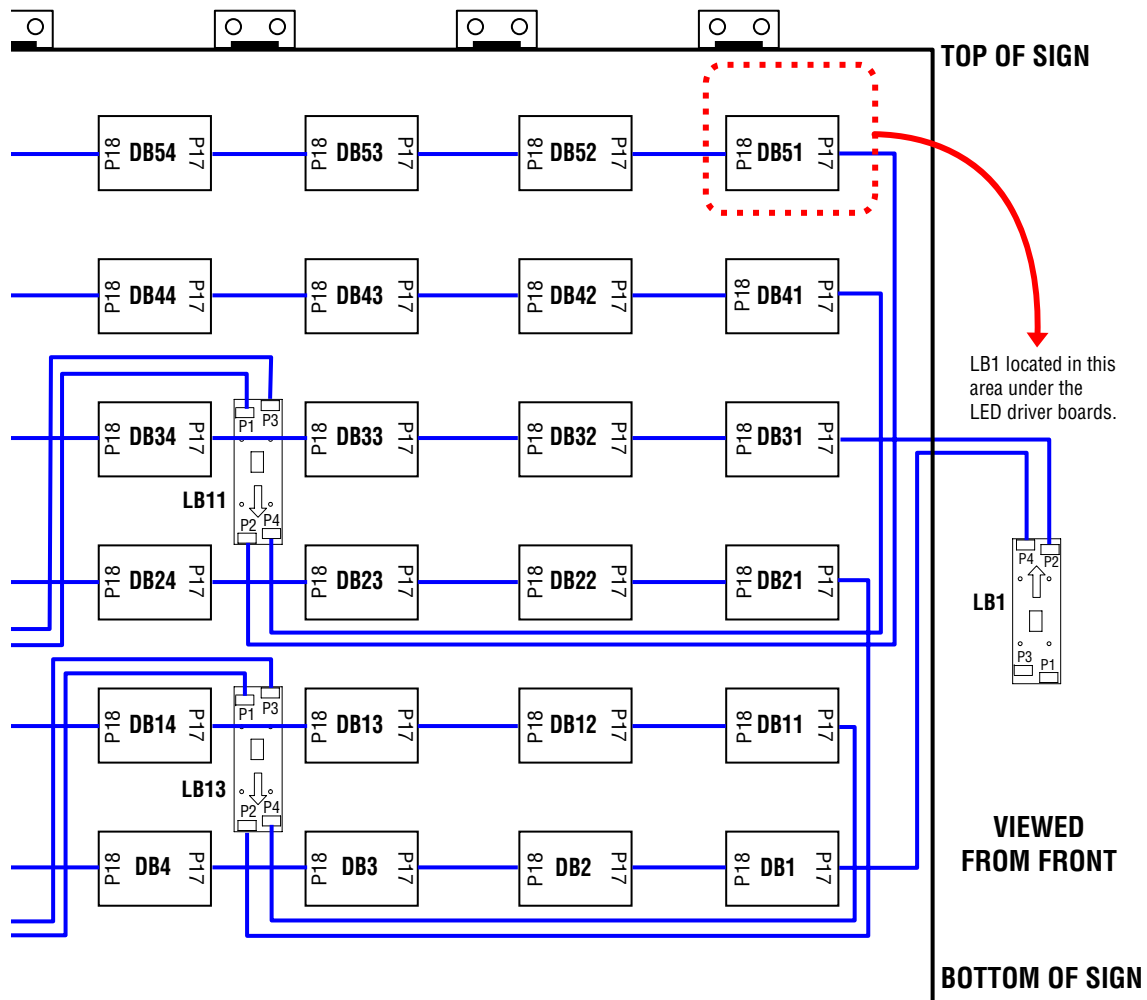 TOP OF SIGN
P18 DB54 P17
P18 DB53 P17
P18 DB52 P17
P18 DB51 P17
P18 DB44 P17
P18 DB43 P17
P18 DB42 P17
P18 DB41 P17
LB1 located in this
area under the
LED driver boards.
P1 P3
P18 DB34 P17
P18 DB33 P17
P18 DB32 P17
P18 DB31 P17
LB11
P2 P4
P18 DB24 P17
P18 DB23 P17
P18 DB22 P17
P18 DB21 P17
P4 P2
LB1
P3 P1
P1 P3
P18 DB14 P17
P18 DB13 P17
P18 DB12 P17
P18 DB11 P17
LB13
P2 P4
P18 DB4 P17
P18 DB3 P17
P18 DB2 P17
P18 DB1 P17
VIEWED
FROM FRONT
BOTTOM OF SIGN